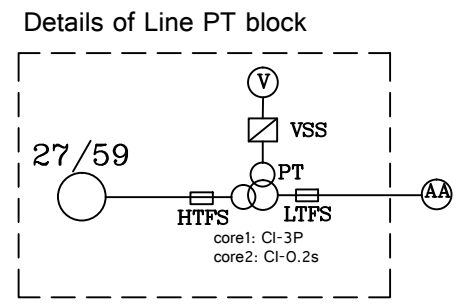 Details of Line PT block
V
VSS
27/59
PT
HTFS
LTFS
AA
core1: Cl-3P
core2: Cl-0.2s